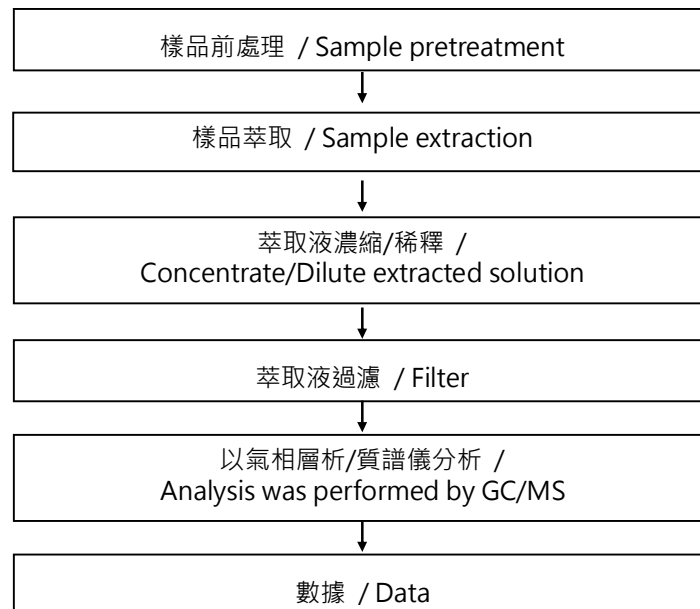 樣品前處理 / Sample pretreatment
樣品萃取 / Sample extraction
萃取液濃縮/稀釋 /
Concentrate/Dilute extracted solution
萃取液過濾 / Filter
以氣相層析/質譜儀分析 /
Analysis was performed by GC/MS
數據 / Data